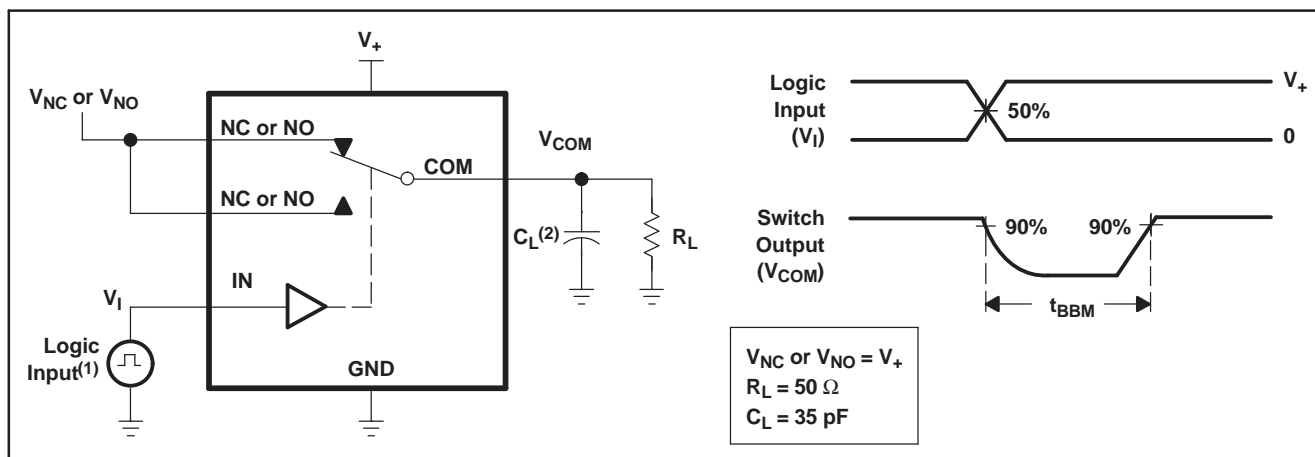 V+
VNC or VNO
NC or NO
VCOM
COM
NC or NO
CL(2)
RL
IN
VI
Logic
Input(1)
GND
Logic
Input
(VI)
V+
50%
0
Switch
Output
(VCOM)
90%
90%
tBBM
VNC or VNO = V+
RL = 50 Ω
CL = 35 pF